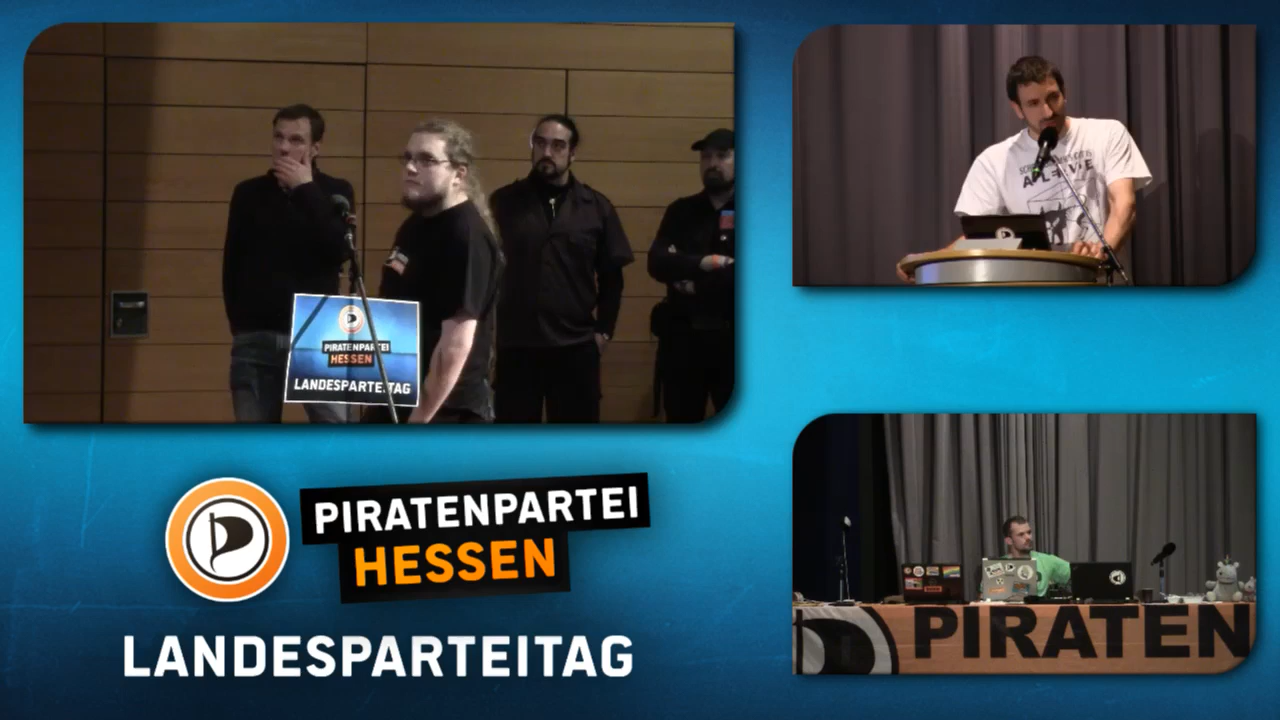 PIRATENPARTEI
HESSEN
LANDESPARTEITAG
PIRATENPARTEI
HESSEN
LANDESPARTEITAG
PIRATEN